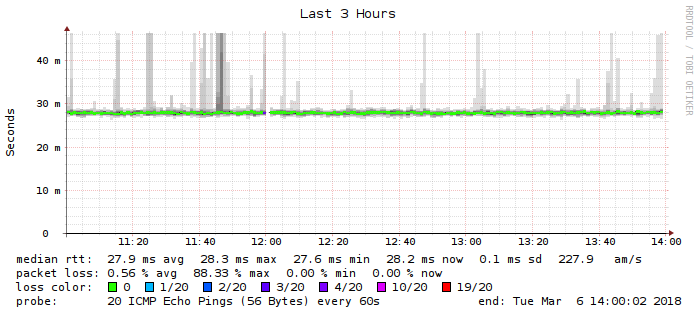 Last 3 Hours
RRDTOOL / TOBI OETIKER
Seconds
40 m
30 m
20 m
10 m
0
11:20 11:40 12:00 12:20 12:40 13:00 13:20 13:40 14:00
median rtt: 27.9 ms avg 28.3 ms max 27.6 ms min 28.2 ms now 0.1 ms sd 227.9 am/s
packet loss: 0.56 % avg 88.33 % max 0.00 % min 0.00 % now
loss color: 0 1/20 2/20 3/20 4/20 10/20 19/20
probe: 20 ICMP Echo Pings (56 Bytes) every 60s end: Tue Mar 6 14:00:02 2018